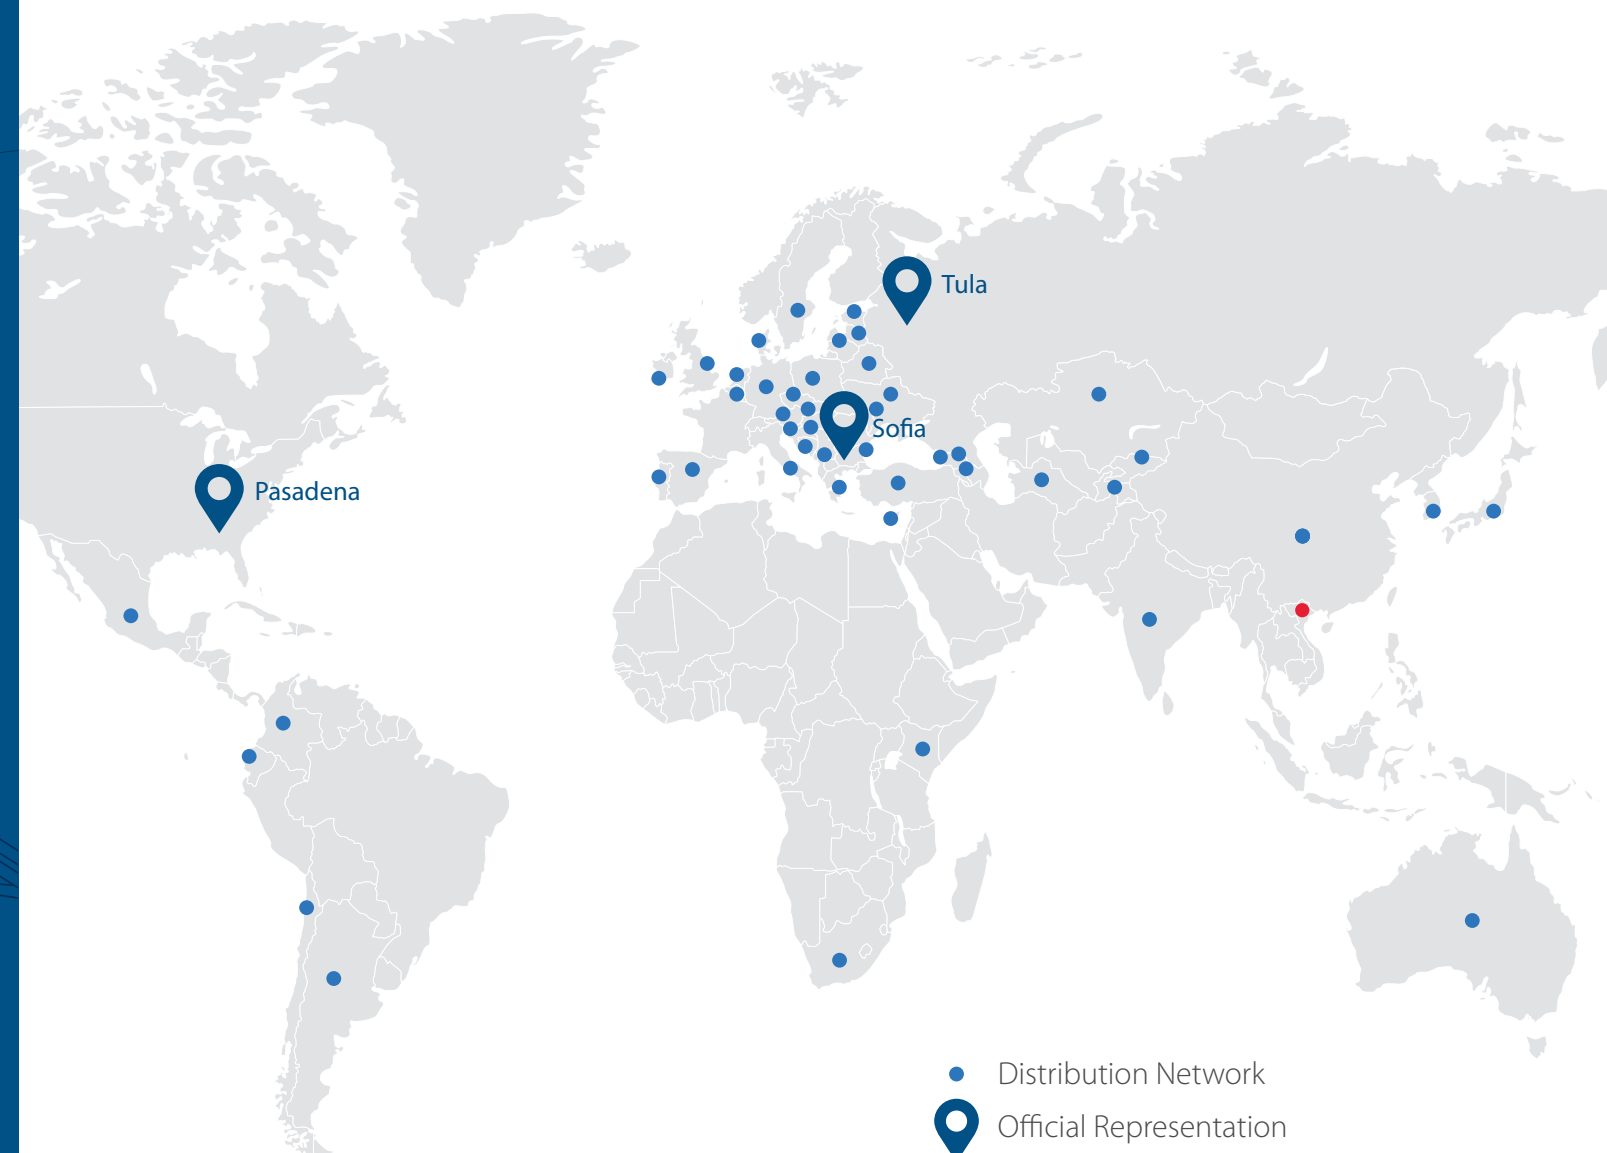 Tula
Sofia
Pasadena
Distribution Network
Official Representation